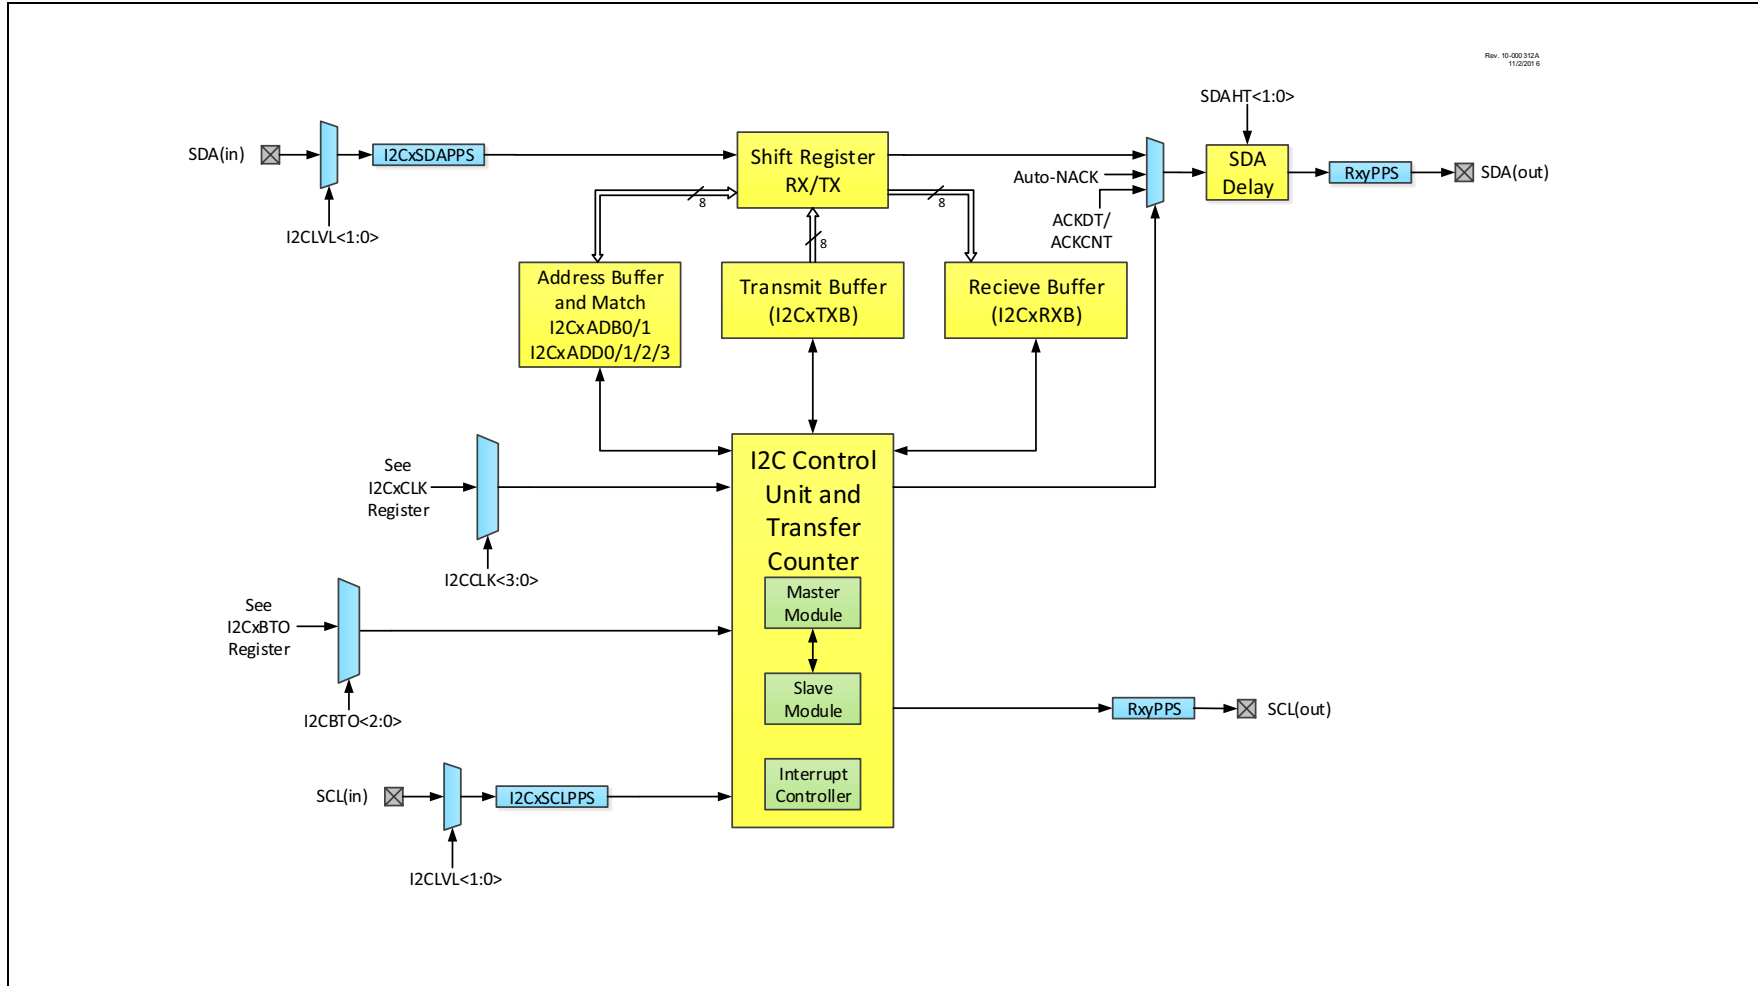 Rev. 10-000312A
11/2/2016
SDAHT<1:0>
SDA(in)
I2CxSDAPPS
Shift Register
RX/TX
Auto-NACK
SDA
Delay
RxyPPS
SDA(out)
8
8
I2CLVL<1:0>
ACKDT/
ACKCNT
8
Address Buffer
and Match
I2CxADB0/1
I2CxADD0/1/2/3
Transmit Buffer
(I2CxTXB)
Recieve Buffer
(I2CxRXB)
See
I2CxCLK
Register
I2C Control
Unit and
Transfer
Counter
I2CCLK<3:0>
Master
Module
See
I2CxBTO
Register
Slave
Module
I2CBTO<2:0>
RxyPPS
SCL(out)
Interrupt
Controller
SCL(in)
I2CxSCLPPS
I2CLVL<1:0>